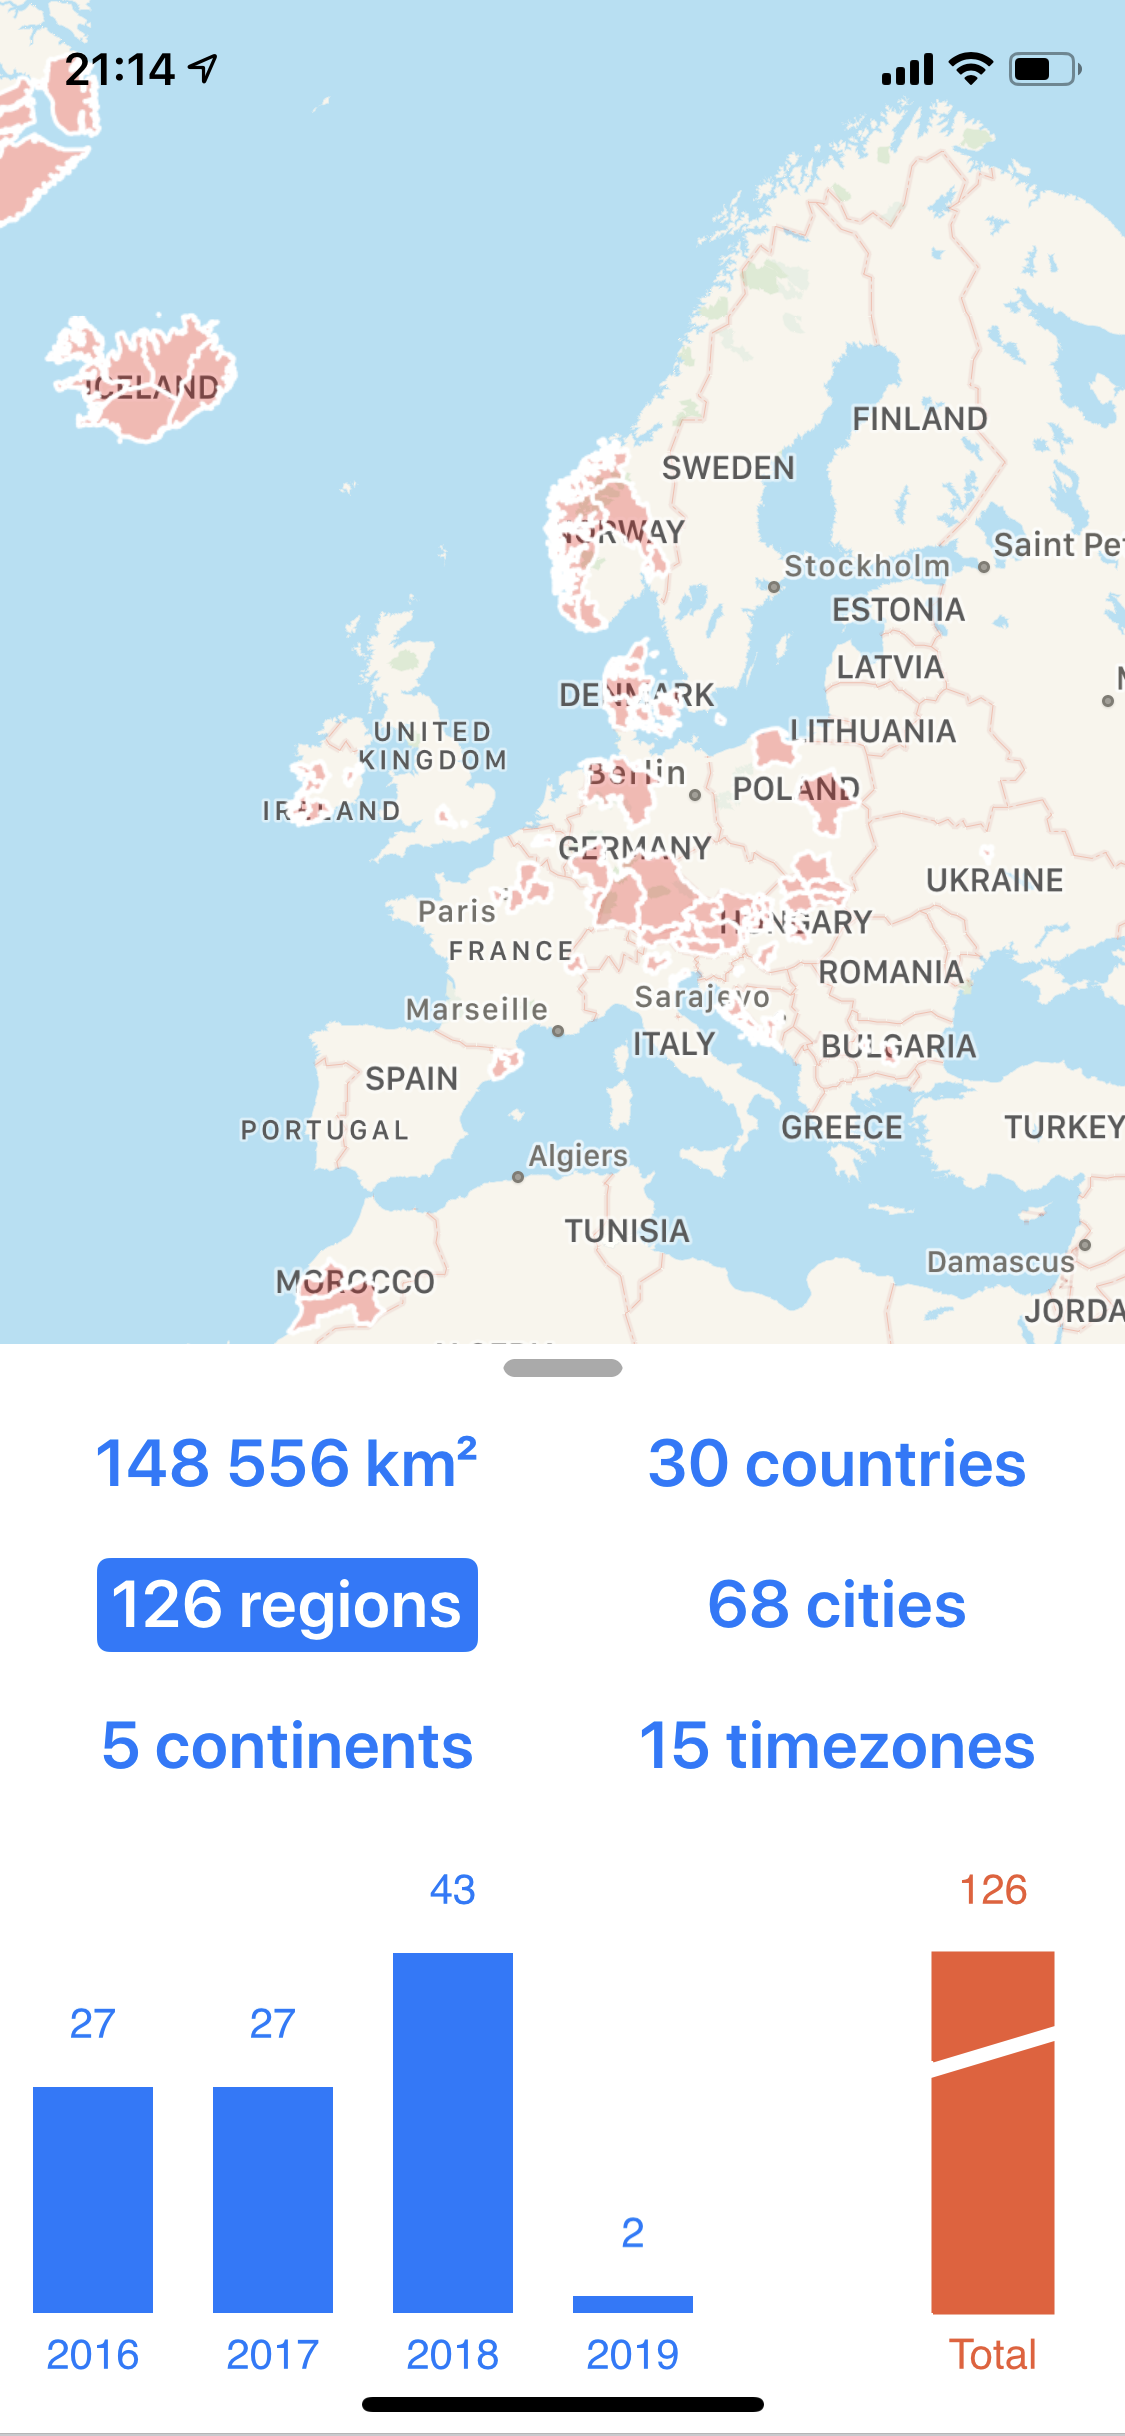 21:14
ICELAND
FINLAND
SWEDEN
NORWAY
Saint Pe
Stockholm
ESTONIA
LATVIA
DENMARK
LITHUANIA
UNITED
KINGDOM
Berlin
POLAND
IRELAND
GERMANY
UKRAINE
Paris
HUNGARY
FRANCE
ROMANIA
Sarajevo
Marseille
ITALY
BULGARIA
SPAIN
GREECE
TURKEY
PORTUGAL
Algiers
TUNISIA
Damascus
MOROCCO
JORDA
148 556 km²
30 countries
126 regions
68 cities
5 continents
15 timezones
43
126
27
27
2
2016
2017
2018
2019
Total